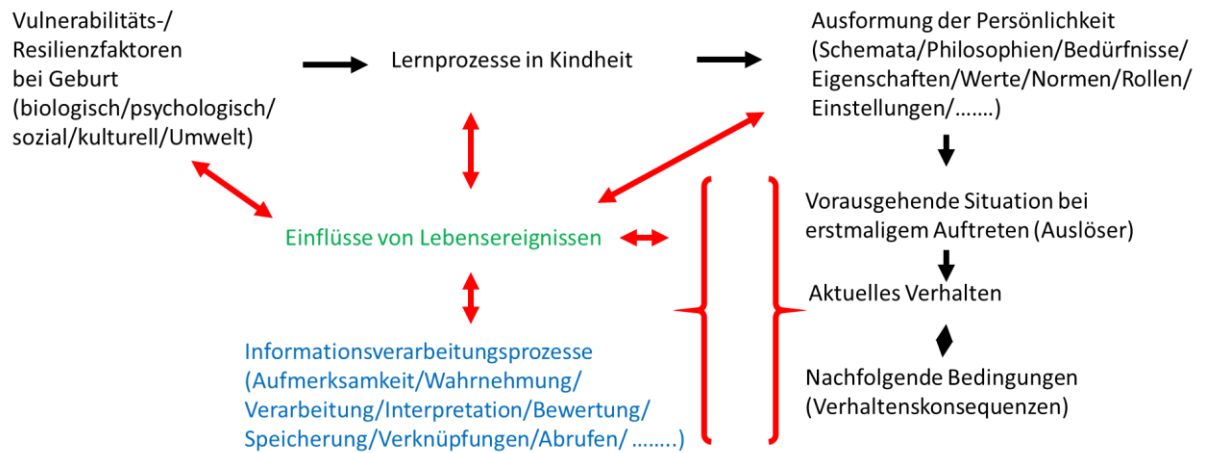 Vulnerabilitäts-/
Resilienzfaktoren
bei Geburt
(biologisch/psychologisch/
sozial/kulturell/Umwelt)
Lernprozesse in Kindheit
Ausformung der Persönlichkeit
(Schemata/Philosophien/Bedürfnisse/
Eigenschaften/Werte/Normen/Rollen/
Einstellungen/…….)
Einflüsse von Lebensereignissen
Vorausgehende Situation bei
erstmaligem Auftreten (Auslöser)
Aktuelles Verhalten
Informationsverarbeitungsprozesse
(Aufmerksamkeit/Wahrnehmung/
Verarbeitung/Interpretation/Bewertung/
Speicherung/Verknüpfungen/Abrufen/ ……..)
Nachfolgende Bedingungen
(Verhaltenskonsequenzen)